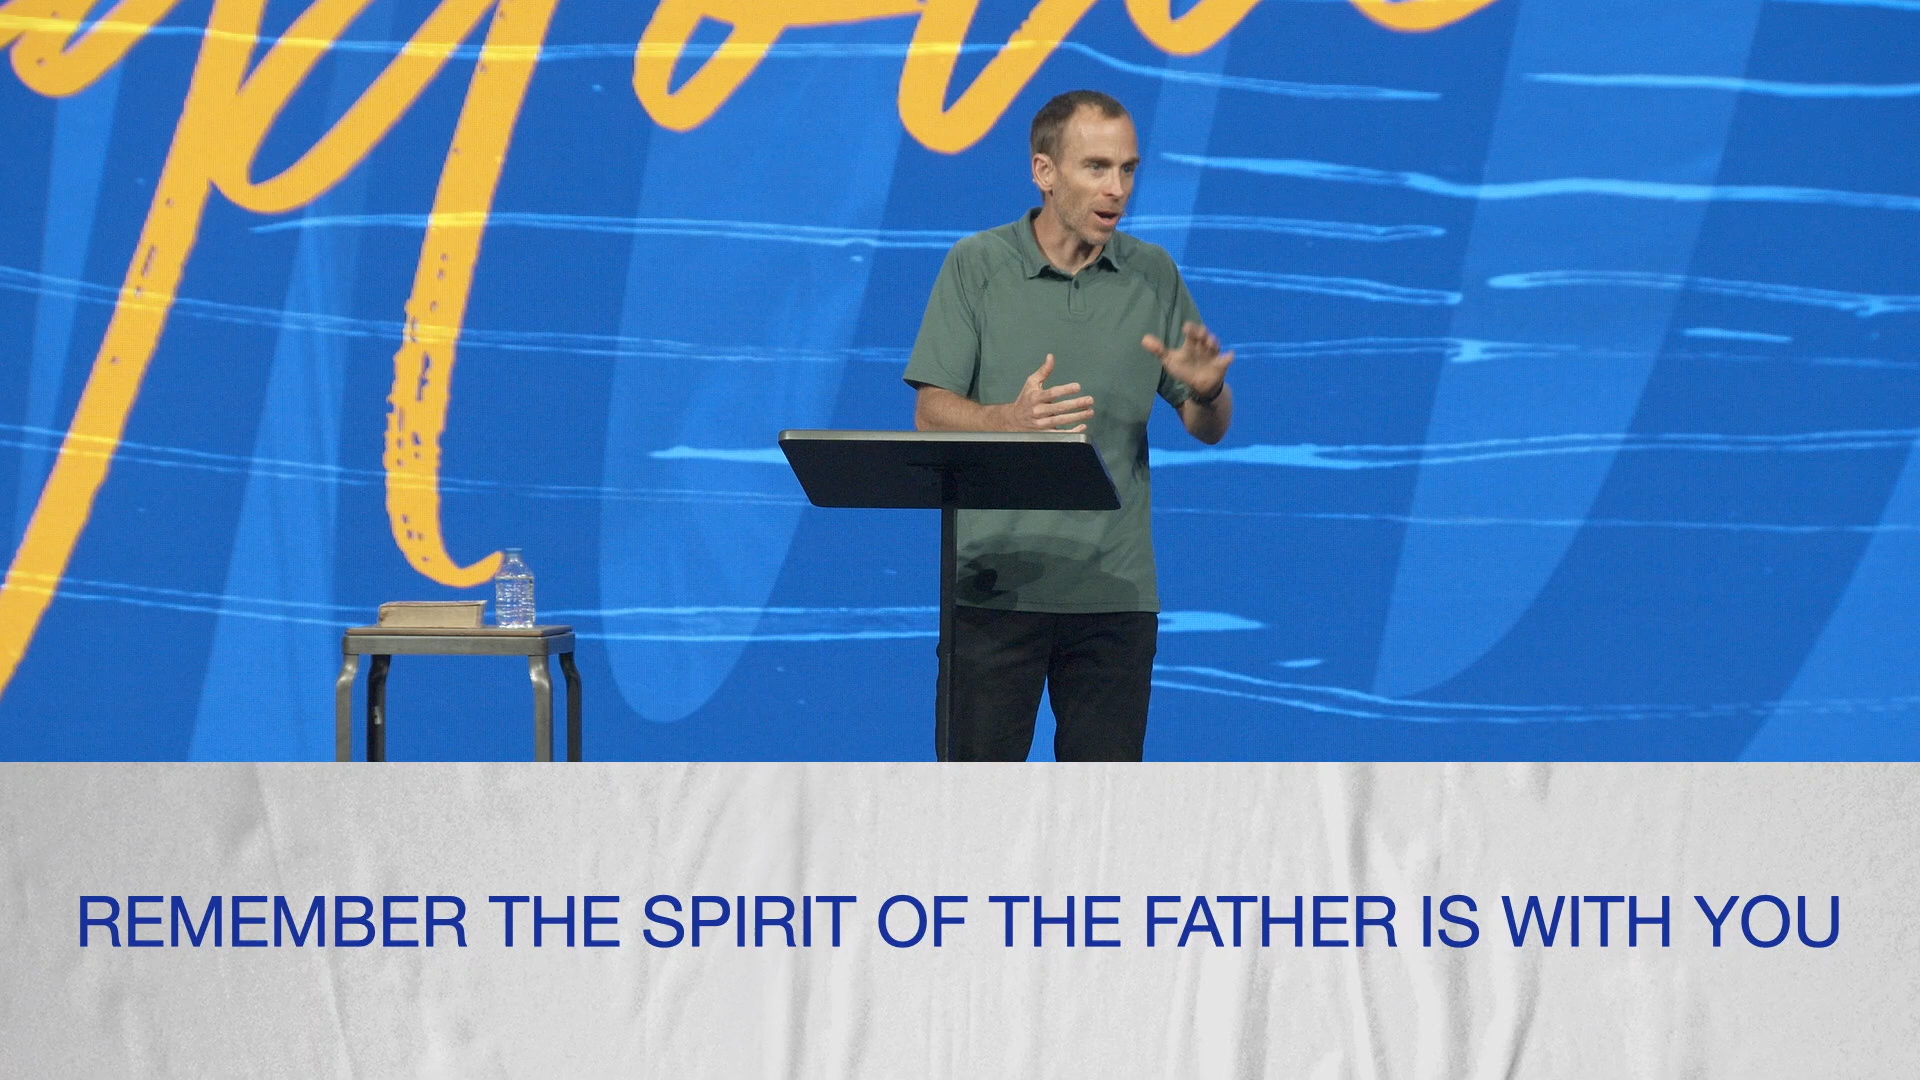 REMEMBER THE SPIRIT OF THE FATHER IS WITH YOU